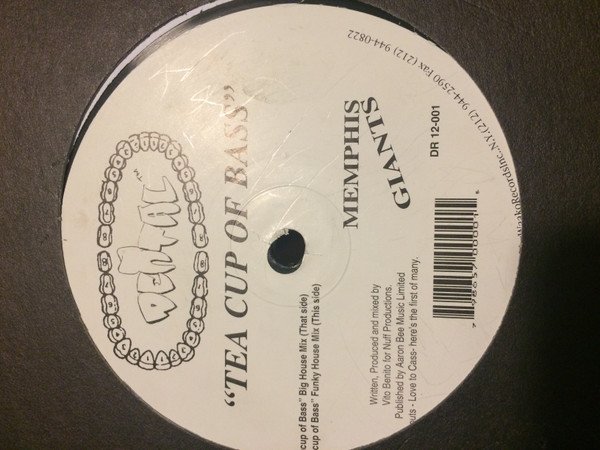 DENTAL
TM
"TEA CUP OF BASS"
cup of Bass" Big House Mix (That side)
cup of Bass" Funky House Mix (This side)
MEMPHIS
GIANTS
DR 12-001
Written, Produced and mixed by
Vito Benito for Nuff Productions.
Published by Aaron Bee Music Limited
- Love to Cass- here's the first of many.
RecordsInc.,N.Y.(212) 944-2590 Fax (212) 944-0822